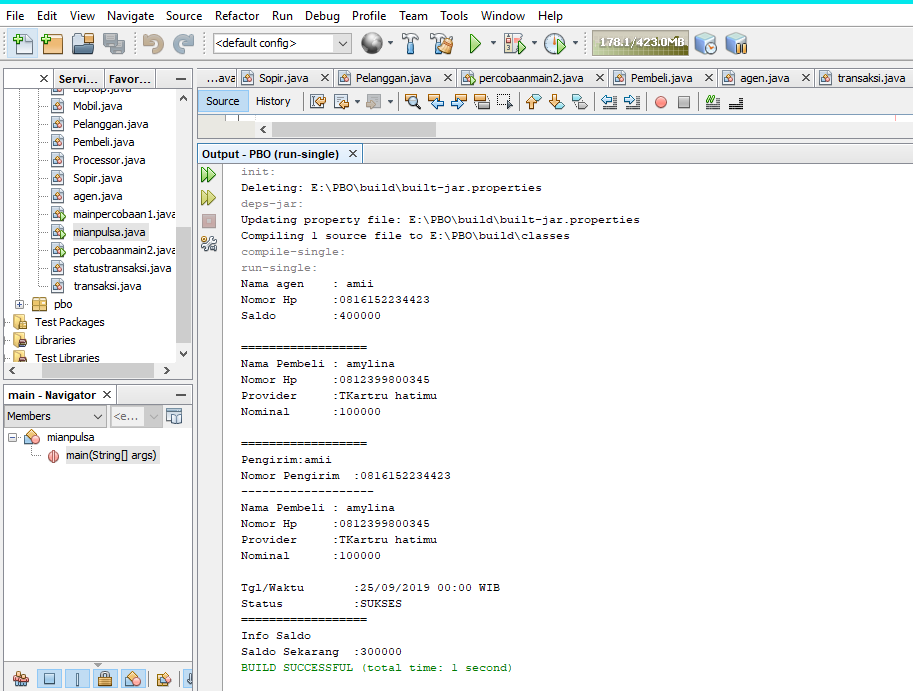 File Edit View Navigate Source Refactor Run Debug Profile Team Tools Window Help
<default config>
178.1/423.0MB
Servi... Favor...
...ava Sopir.java Pelanggan.java percobaanmain2.java Pembeli.java agen.java transaksi.java
Source History
Laptop.java
Mobil.java
Pelanggan.java
Pembeli.java
Processor.java
Sopir.java
agen.java
mainpercobaan1.java
mianpulsa.java
percobaanmain2.java
statustransaksi.java
transaksi.java
pbo
Test Packages
Libraries
Test Libraries
main - Navigator
Members <e...
mianpulsa
main(String[] args)
Output - PBO (run-single)
init:
Deleting: E:\PBO\build\built-jar.properties
deps-jar:
Updating property file: E:\PBO\build\built-jar.properties
Compiling 1 source file to E:\PBO\build\classes
compile-single:
run-single:
Nama agen    : amii
Nomor Hp     :0816152234423
Saldo        :400000
==================
Nama Pembeli : amylina
Nomor Hp     :0812399800345
Provider     :TKartru hatimu
Nominal      :100000
==================
Pengirim:amii
Nomor Pengirim  :0816152234423
-------------------
Nama Pembeli : amylina
Nomor Hp     :0812399800345
Provider     :TKartru hatimu
Nominal      :100000
Tgl/Waktu       :25/09/2019 00:00 WIB
Status          :SUKSES
==================
Info Saldo
Saldo Sekarang  :300000
BUILD SUCCESSFUL (total time: 1 second)